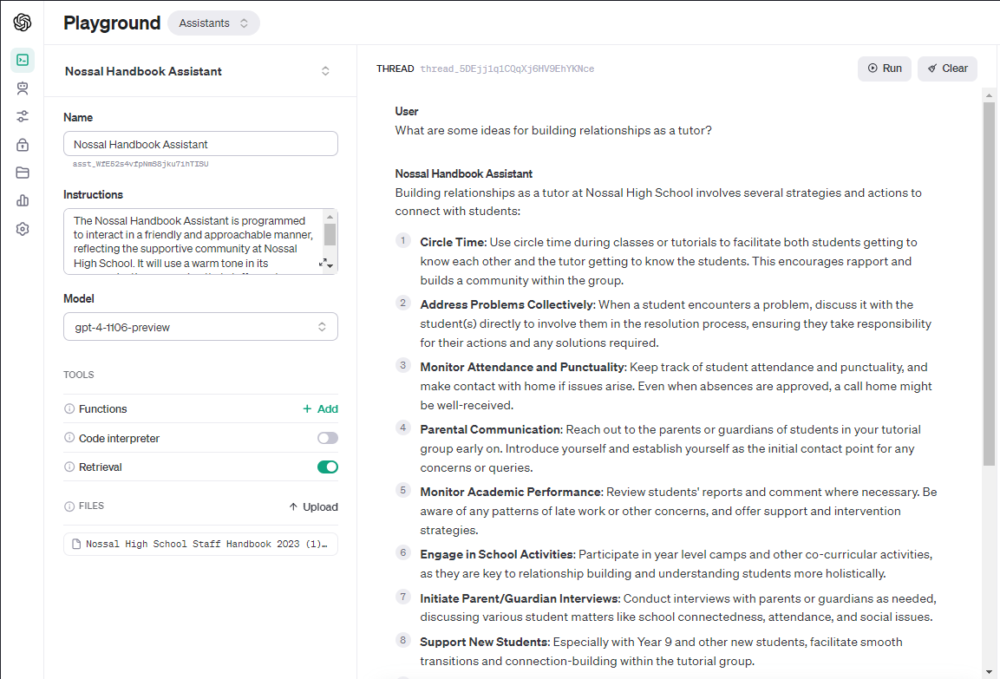 Playground
Assistants
Nossal Handbook Assistant
Name
Nossal Handbook Assistant
asst_WfE52s4vfpNmS8jku7ihTISU
Instructions
The Nossal Handbook Assistant is programmed
to interact in a friendly and approachable manner,
reflecting the supportive community at Nossal
High School. It will use a warm tone in its
Model
gpt-4-1106-preview
TOOLS
Functions
+ Add
Code interpreter
Retrieval
FILES
Upload
Nossal High School Staff Handbook 2023 (1)…
THREAD thread_5DEjj1q1CQqXj6HV9EhYKNce
Run
Clear
User
What are some ideas for building relationships as a tutor?
Nossal Handbook Assistant
Building relationships as a tutor at Nossal High School involves several strategies and actions to
connect with students:
1 Circle Time: Use circle time during classes or tutorials to facilitate both students getting to
know each other and the tutor getting to know the students. This encourages rapport and
builds a community within the group.
2 Address Problems Collectively: When a student encounters a problem, discuss it with the
student(s) directly to involve them in the resolution process, ensuring they take responsibility
for their actions and any solutions required.
3 Monitor Attendance and Punctuality: Keep track of student attendance and punctuality, and
make contact with home if issues arise. Even when absences are approved, a call home might
be well-received.
4 Parental Communication: Reach out to the parents or guardians of students in your tutorial
group early on. Introduce yourself and establish yourself as the initial contact point for any
concerns or queries.
5 Monitor Academic Performance: Review students' reports and comment where necessary. Be
aware of any patterns of late work or other concerns, and offer support and intervention
strategies.
6 Engage in School Activities: Participate in year level camps and other co-curricular activities,
as they are key to relationship building and understanding students more holistically.
7 Initiate Parent/Guardian Interviews: Conduct interviews with parents or guardians as needed,
discussing various student matters like school connectedness, attendance, and social issues.
8 Support New Students: Especially with Year 9 and other new students, facilitate smooth
transitions and connection-building within the tutorial group.